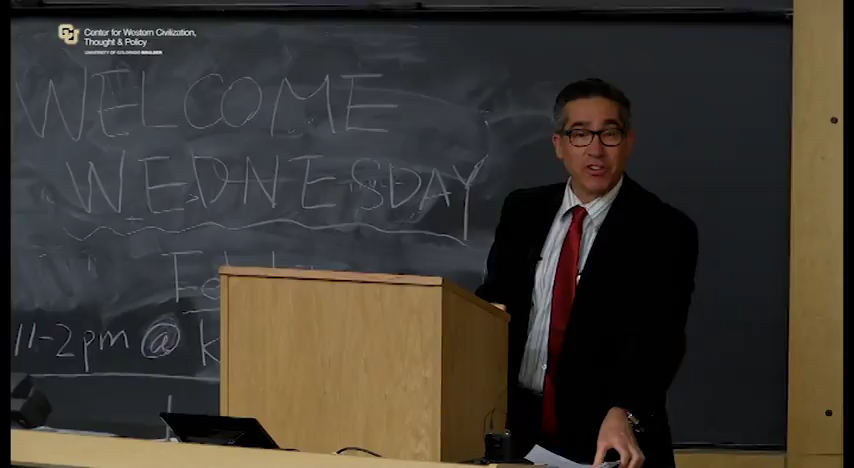 Center for Western Civilization,
Thought & Policy
UNIVERSITY OF COLORADO BOULDER
WELCOME
WEDNESDAY
11-2pm @ K